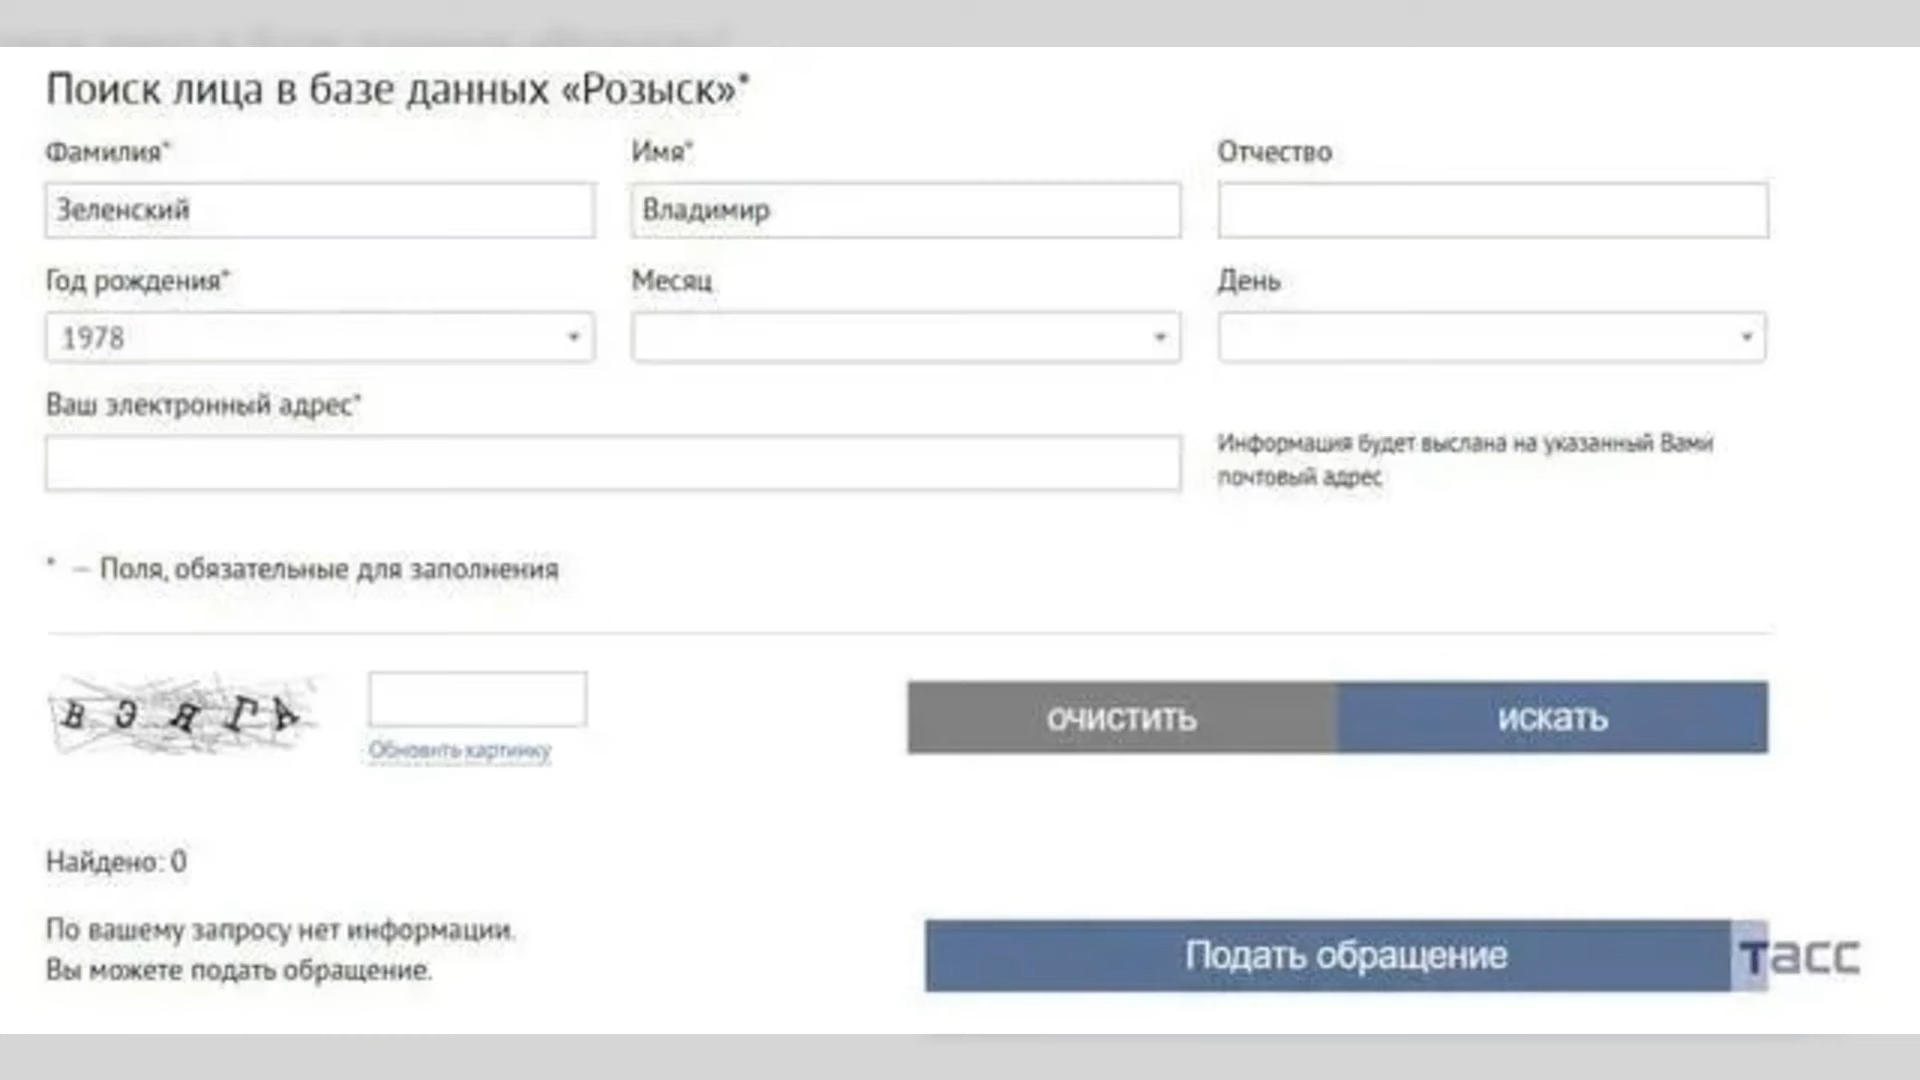 Поиск лица в базе данных «Розыск»*
Фамилия* Имя* Отчество
Зеленский Владимир
Год рождения* Месяц День
1978
Ваш электронный адрес*
Информация будет выслана на указанный Вами
почтовый адрес
* — Поля, обязательные для заполнения
В Э Я Г А
Обновить картинку
ОЧИСТИТЬ ИСКАТЬ
Найдено: 0
По вашему запросу нет информации.
Вы можете подать обращение.
Подать обращение
тасс